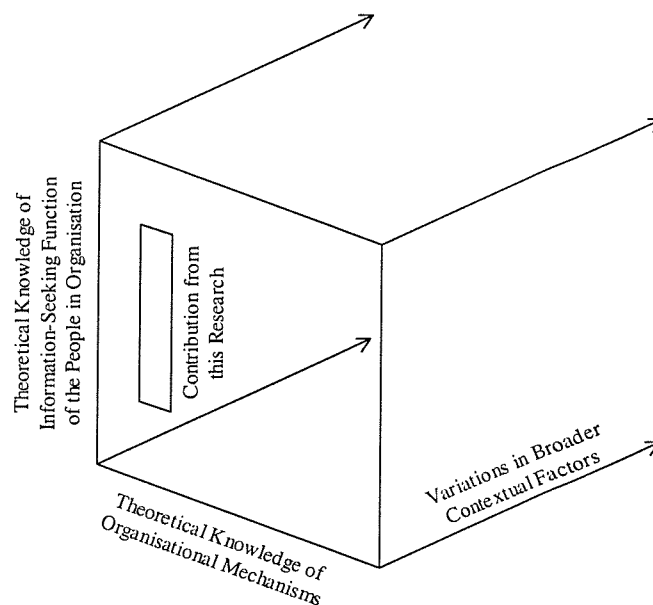 Theoretical Knowledge of
Information-Seeking Function
of the People in Organisation
Contribution from
this Research
Variations in Broader
Contextual Factors
Theoretical Knowledge of
Organisational Mechanisms